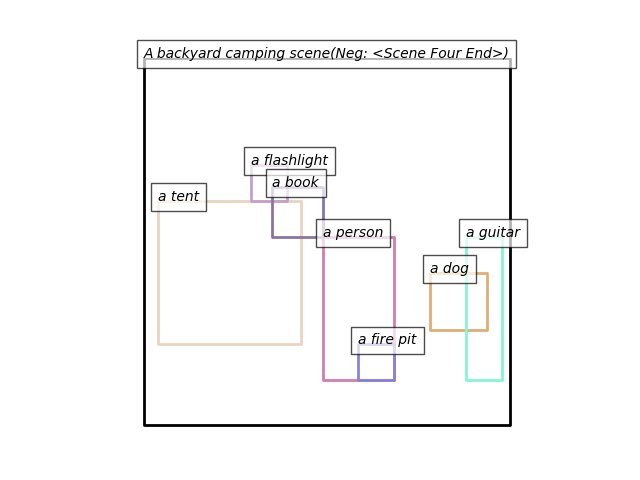 A backyard camping scene(Neg: <Scene Four End>)
a flashlight
a book
a tent
a person
a guitar
a dog
a fire pit